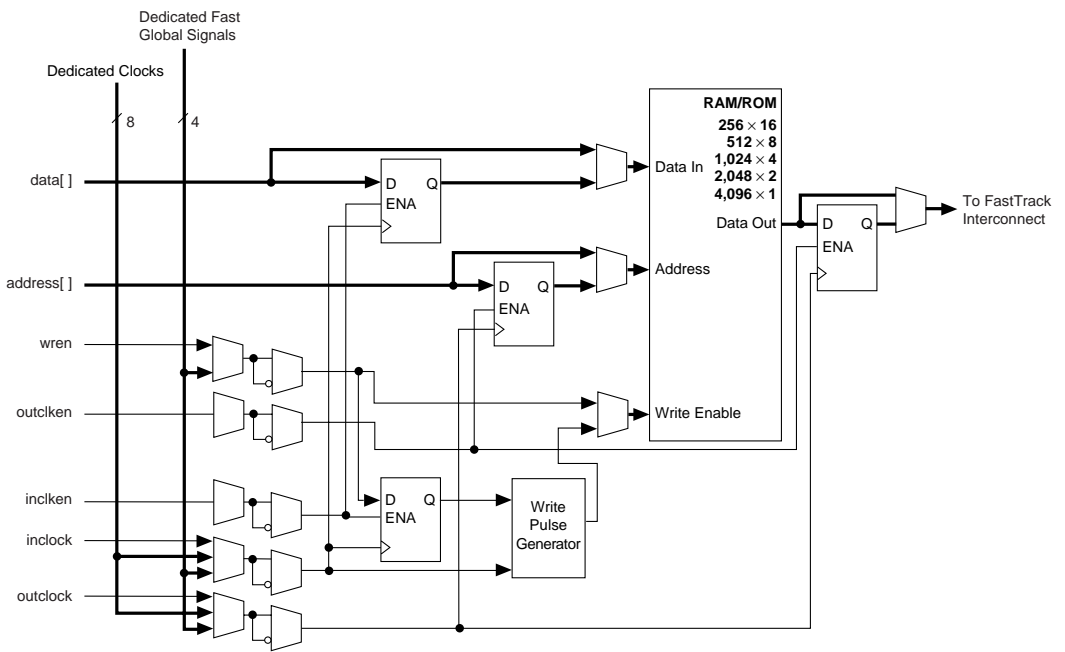 Dedicated Fast
Global Signals
Dedicated Clocks
8
4
RAM/ROM
256 × 16
512 × 8
1,024 × 4
2,048 × 2
4,096 × 1
data[ ]
D
Q
ENA
Data In
Data Out
D
Q
ENA
To FastTrack
Interconnect
address[ ]
D
Q
ENA
Address
wren
outclken
Write Enable
inclken
D
Q
ENA
Write
Pulse
Generator
inclock
outclock